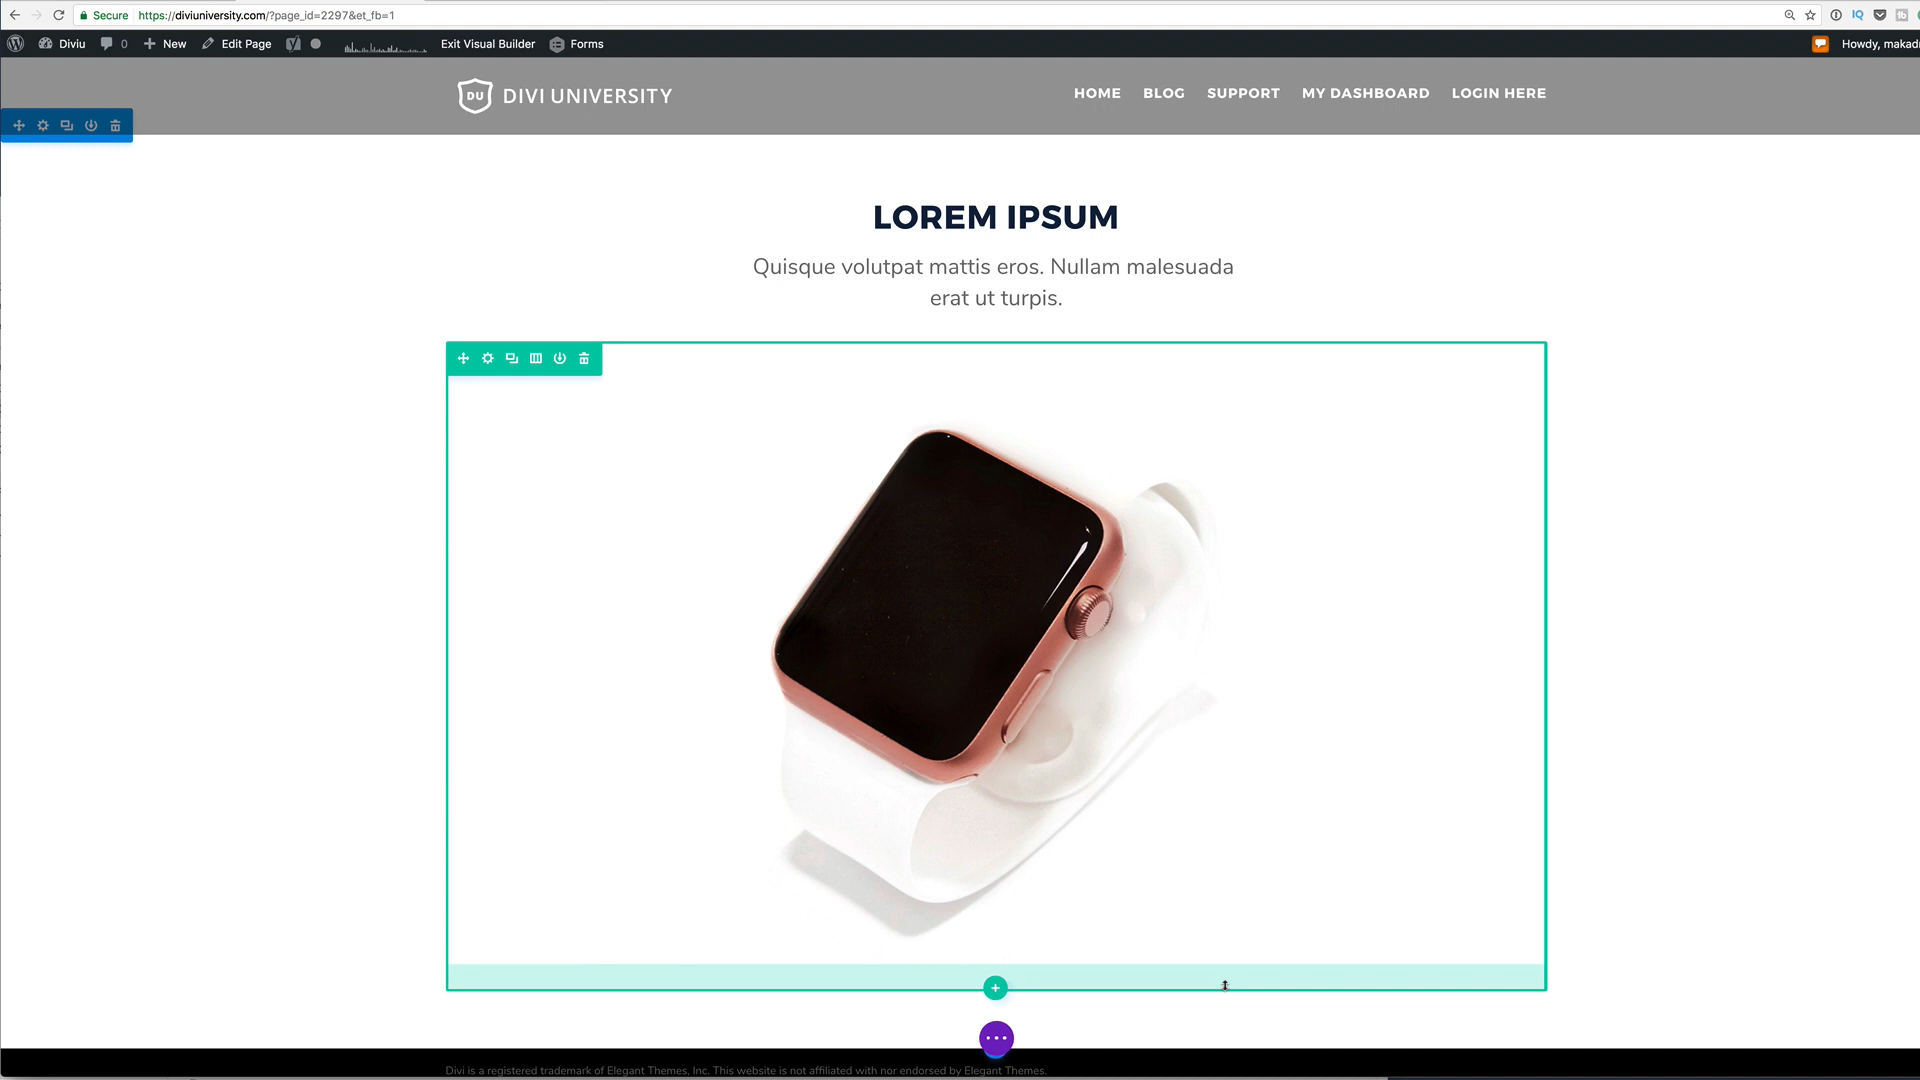 Secure https://diviuniversity.com/?page_id=2297&et_fb=1
Diviu 0 New Edit Page Exit Visual Builder Forms Howdy, makad
DU DIVI UNIVERSITY HOME BLOG SUPPORT MY DASHBOARD LOGIN HERE
LOREM IPSUM
Quisque volutpat mattis eros. Nullam malesuada
erat ut turpis.
Divi is a registered trademark of Elegant Themes, Inc. This website is not affiliated with nor endorsed by Elegant Themes.